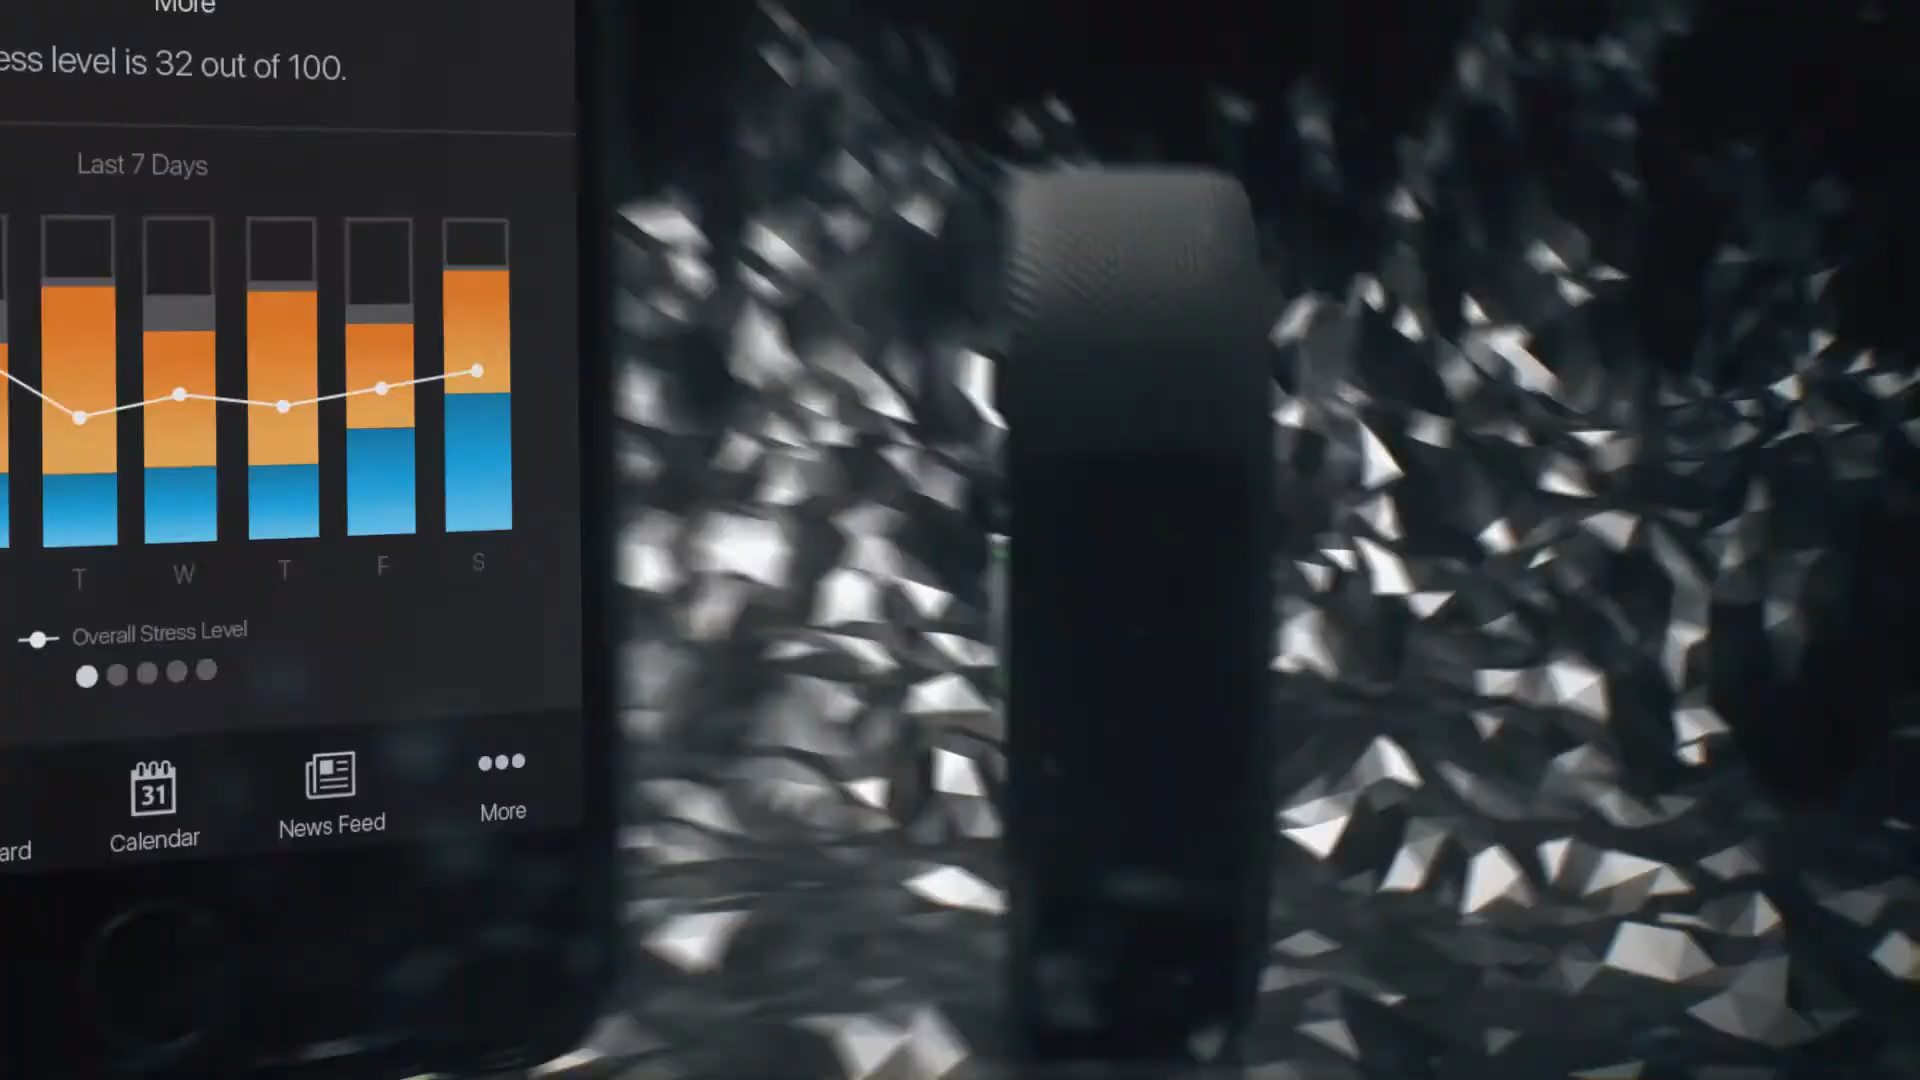 More
ess level is 32 out of 100.
Last 7 Days
T W T F S
Overall Stress Level
31
ard Calendar News Feed More